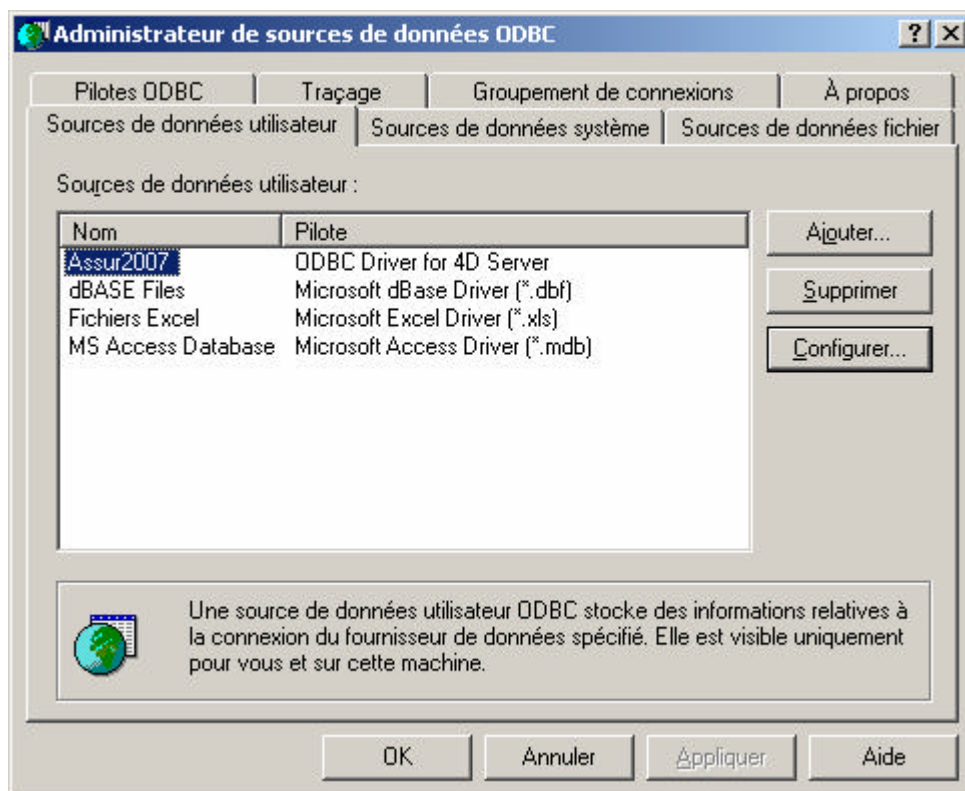 Administrateur de sources de données ODBC
Pilotes ODBC Traçage Groupement de connexions À propos
Sources de données utilisateur Sources de données système Sources de données fichier
Sources de données utilisateur :
Nom Pilote
Assur2007 ODBC Driver for 4D Server
dBASE Files Microsoft dBase Driver (*.dbf)
Fichiers Excel Microsoft Excel Driver (*.xls)
MS Access Database Microsoft Access Driver (*.mdb)
Ajouter...
Supprimer
Configurer...
Une source de données utilisateur ODBC stocke des informations relatives à
la connexion du fournisseur de données spécifié. Elle est visible uniquement
pour vous et sur cette machine.
OK Annuler Appliquer Aide